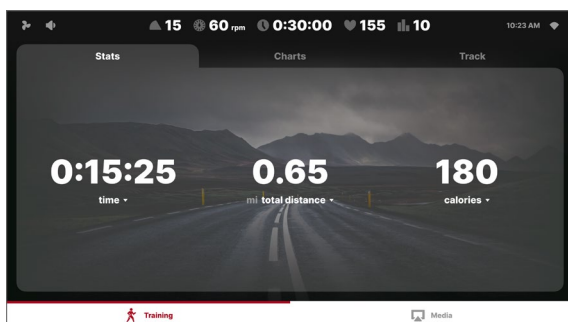 15 60 rpm 0:30:00 155 10 10:23 AM
Stats Charts Track
0:15:25 0.65 180
time mi total distance calories
Training Media